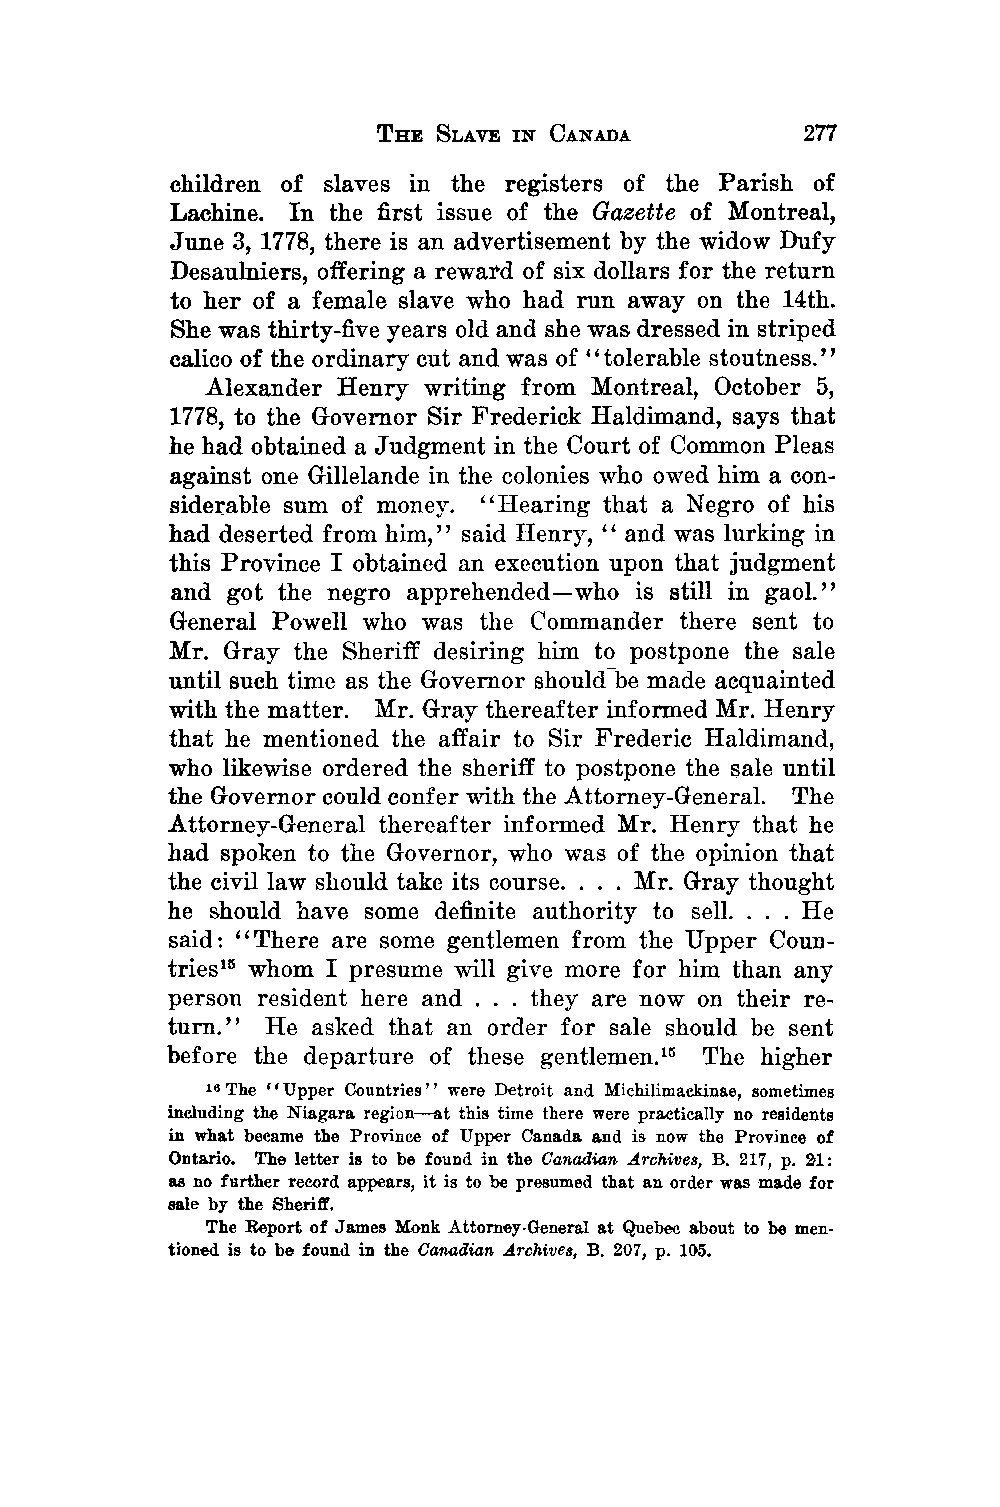 THE SLAVE IN CANADA 277
children of slaves in the registers of the Parish of
Lachine. In the first issue of the Gazette of Montreal,
June 3, 1778, there is an advertisement by the widow Dufy
Desaulniers, offering a reward of six dollars for the return
to her of a female slave who had run away on the 14th.
She was thirty-five years old and she was dressed in striped
calico of the ordinary cut and was of ‘‘tolerable stoutness.’’
Alexander Henry writing from Montreal, October 5,
1778, to the Governor Sir Frederick Haldimand, says that
he had obtained a Judgment in the Court of Common Pleas
against one Gillelande in the colonies who owed him a con-
siderable sum of money. ‘‘Hearing that a Negro of his
had deserted from him,’’ said Henry, ‘‘ and was lurking in
this Province I obtained an execution upon that judgment
and got the negro apprehended—who is still in gaol.’’
General Powell who was the Commander there sent to
Mr. Gray the Sheriff desiring him to postpone the sale
until such time as the Governor should be made acquainted
with the matter. Mr. Gray thereafter informed Mr. Henry
that he mentioned the affair to Sir Frederic Haldimand,
who likewise ordered the sheriff to postpone the sale until
the Governor could confer with the Attorney-General. The
Attorney-General thereafter informed Mr. Henry that he
had spoken to the Governor, who was of the opinion that
the civil law should take its course. . . . Mr. Gray thought
he should have some definite authority to sell. . . . He
said: ‘‘There are some gentlemen from the Upper Coun-
tries¹⁵ whom I presume will give more for him than any
person resident here and . . . they are now on their re-
turn.’’ He asked that an order for sale should be sent
before the departure of these gentlemen.¹⁵ The higher
¹⁶ The ‘‘Upper Countries’’ were Detroit and Michilimackinac, sometimes
including the Niagara region—at this time there were practically no residents
in what became the Province of Upper Canada and is now the Province of
Ontario. The letter is to be found in the Canadian Archives, B. 217, p. 21:
as no further record appears, it is to be presumed that an order was made for
sale by the Sheriff.
The Report of James Monk Attorney-General at Quebec about to be men-
tioned is to be found in the Canadian Archives, B. 207, p. 105.